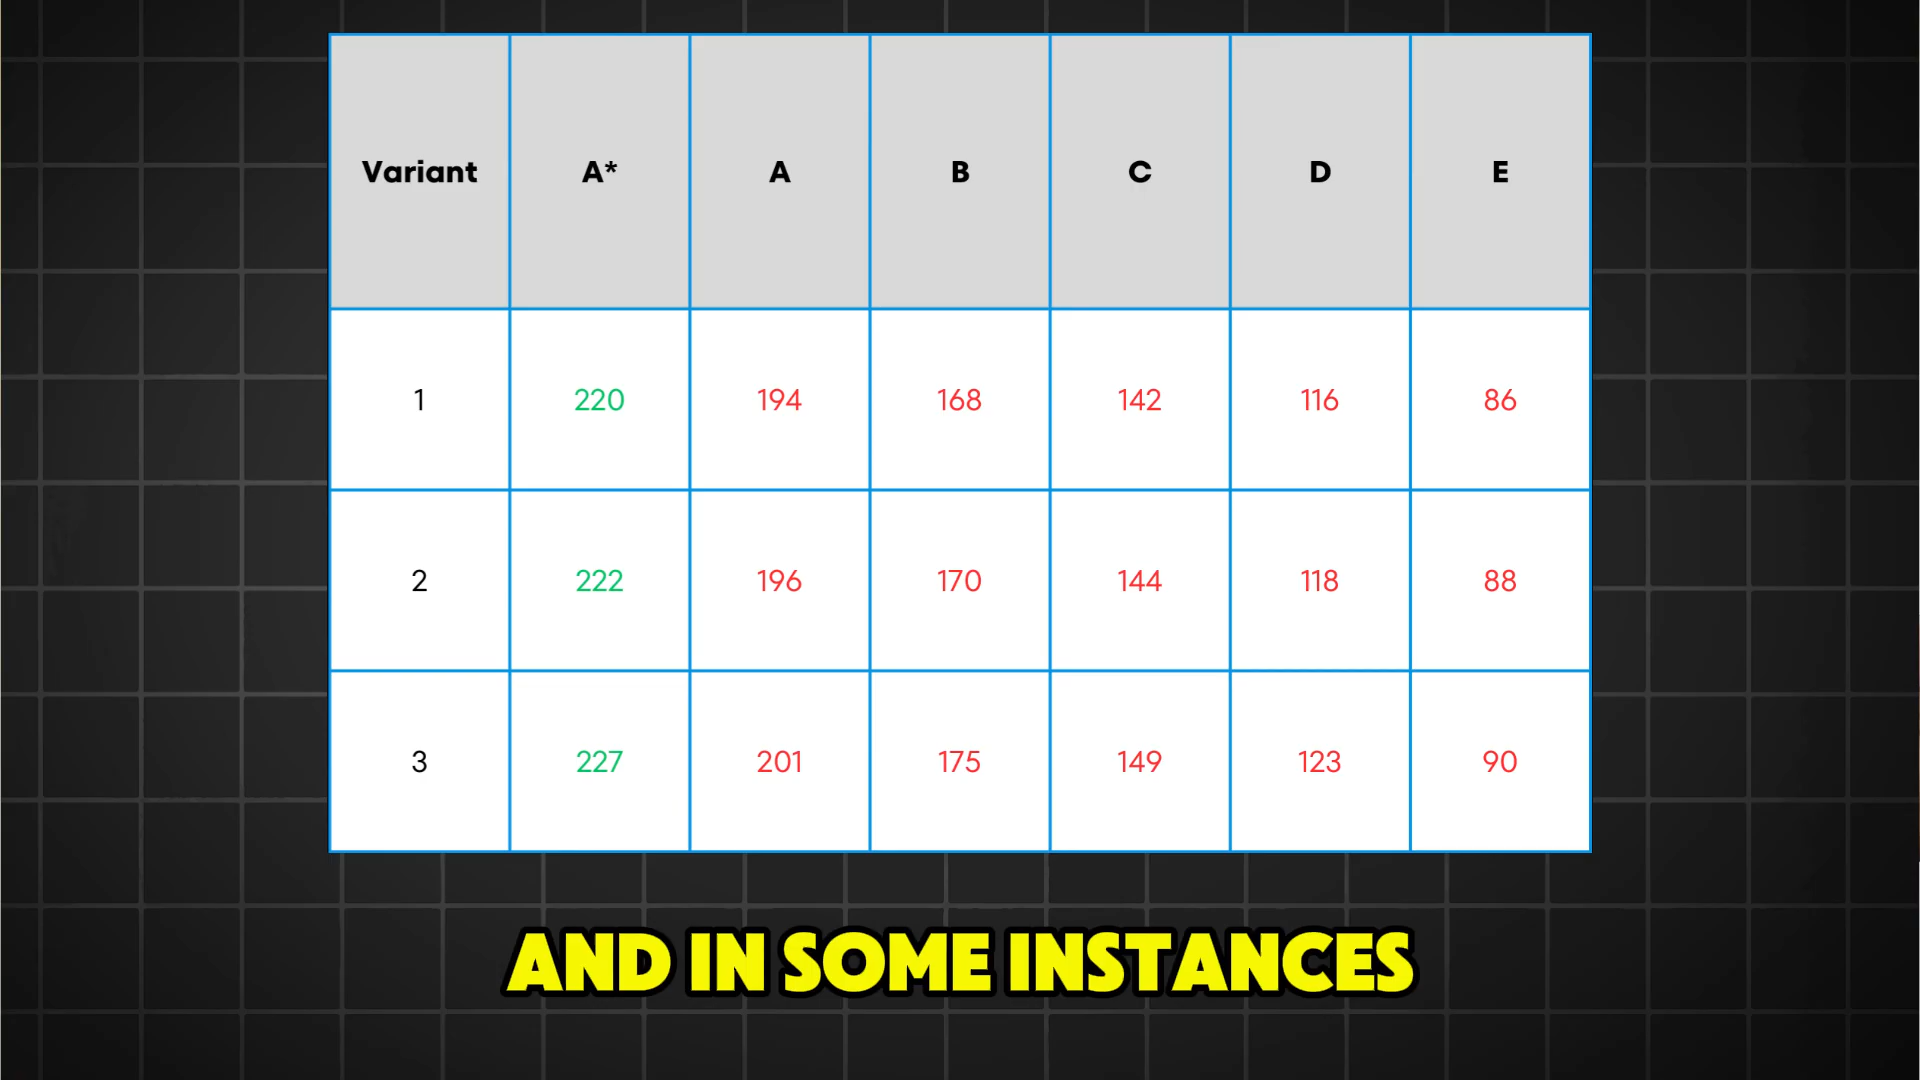 Variant A* A B C D E
1 220 194 168 142 116 86
2 222 196 170 144 118 88
3 227 201 175 149 123 90
AND IN SOME INSTANCES